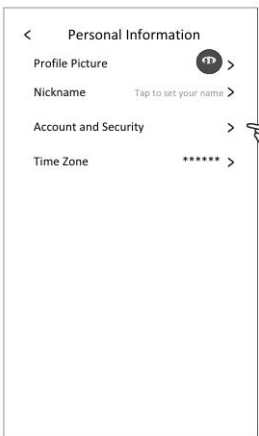 < Personal Information
Profile Picture >
Nickname Tap to set your name >
Account and Security >
Time Zone ****** >